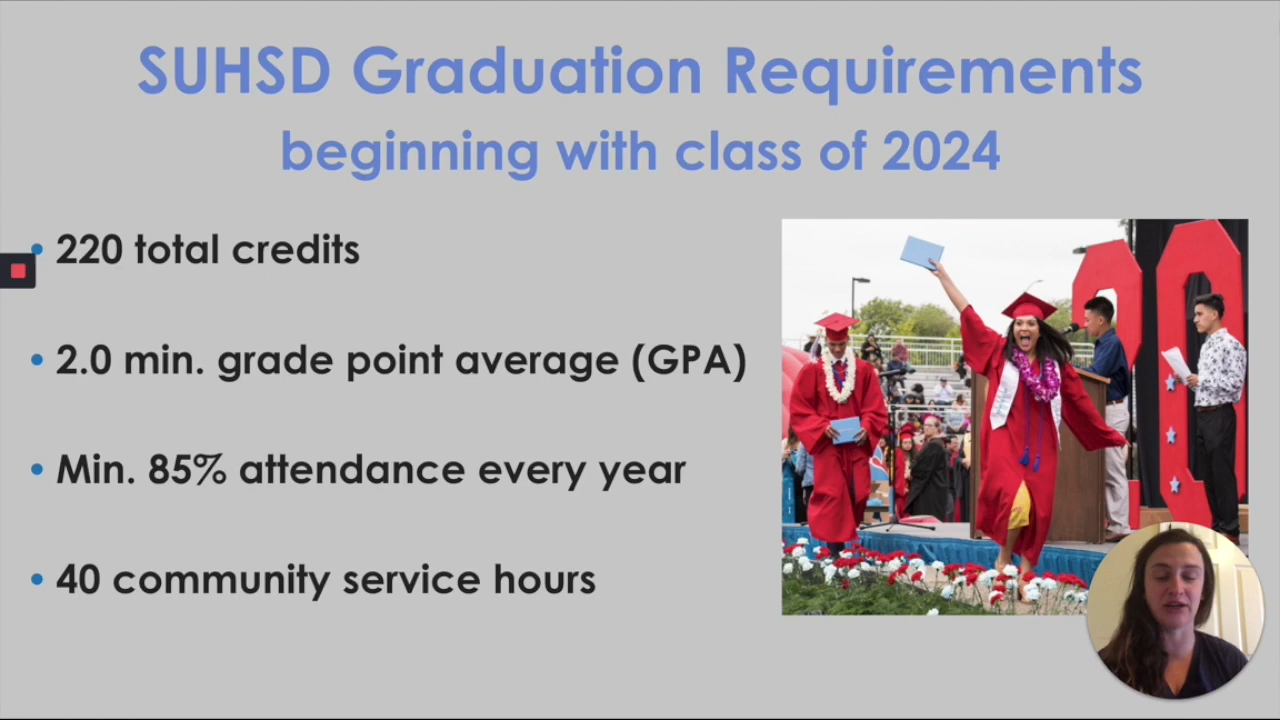 SUHSD Graduation Requirements
beginning with class of 2024
• 220 total credits
• 2.0 min. grade point average (GPA)
• Min. 85% attendance every year
• 40 community service hours